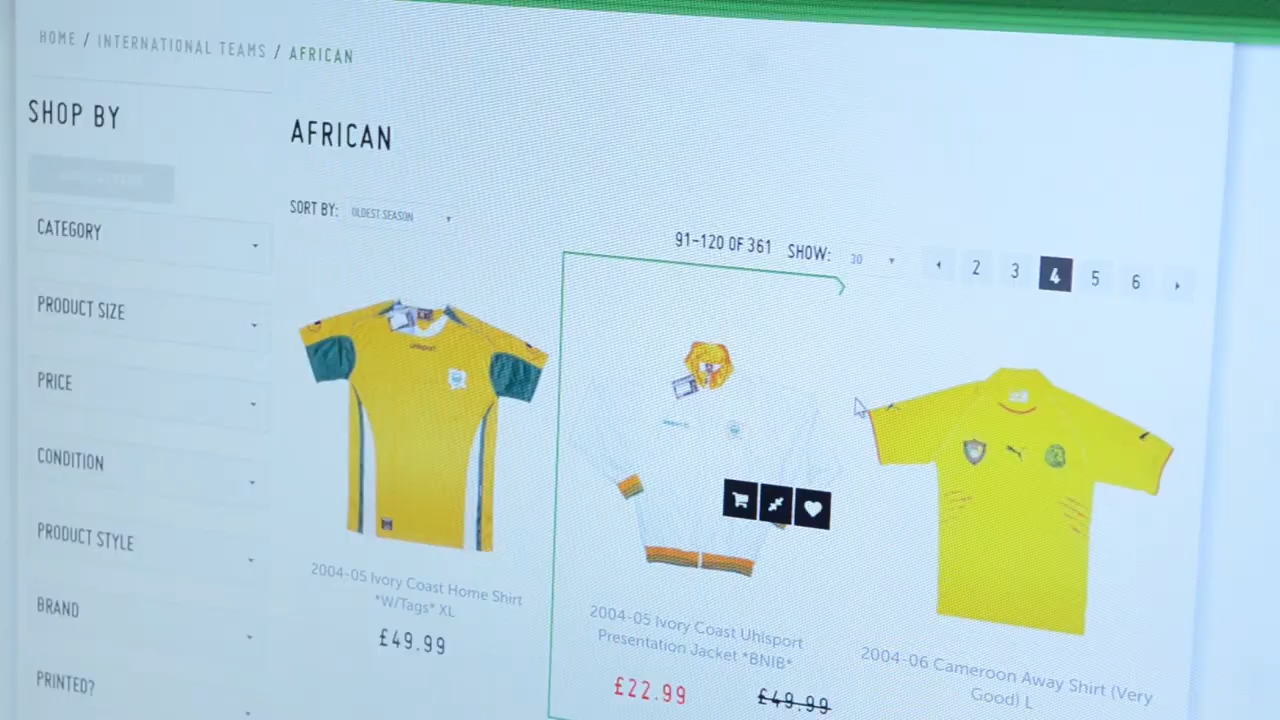 HOME / INTERNATIONAL TEAMS / AFRICAN
SHOP BY
CATEGORY
PRODUCT SIZE
PRICE
CONDITION
PRODUCT STYLE
BRAND
PRINTED?
AFRICAN
SORT BY: OLDEST SEASON
91-120 OF 361 SHOW: 30 2 3 4 5 6
uhlsport
2004-05 Ivory Coast Home Shirt
*W/Tags* XL
£49.99
2004-05 Ivory Coast Uhlsport
Presentation Jacket *BNIB*
£22.99 £49.99
2004-06 Cameroon Away Shirt (Very
Good) L